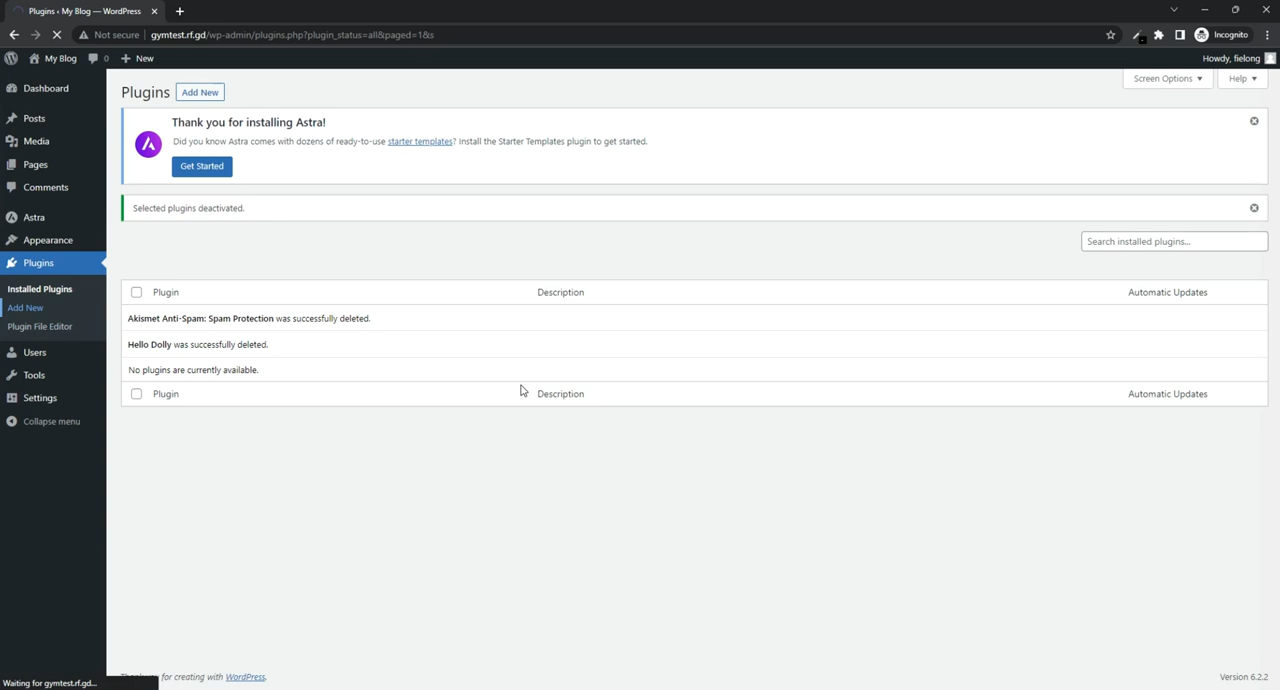 Plugins ‹ My Blog — WordPress
Not secure
gymtest.rf.gd/wp-admin/plugins.php?plugin_status=all&paged=1&s
Incognito
My Blog
0
New
Howdy, fielong
Dashboard
Posts
Media
Pages
Comments
Astra
Appearance
Plugins
Installed Plugins
Add New
Plugin File Editor
Users
Tools
Settings
Collapse menu
Screen Options
Help
Plugins
Add New
Thank you for installing Astra!
Did you know Astra comes with dozens of ready-to-use starter templates? Install the Starter Templates plugin to get started.
Get Started
Selected plugins deactivated.
Search installed plugins...
Plugin Description Automatic Updates
Akismet Anti-Spam: Spam Protection was successfully deleted.
Hello Dolly was successfully deleted.
No plugins are currently available.
Plugin Description Automatic Updates
for creating with WordPress.
Version 6.2.2
Waiting for gymtest.rf.gd...